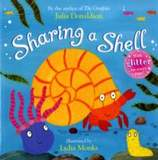 By the author of The Gruffalo
Julia Donaldson
Sharing a Shell
glitter
Illustrated by
Lydia Monks